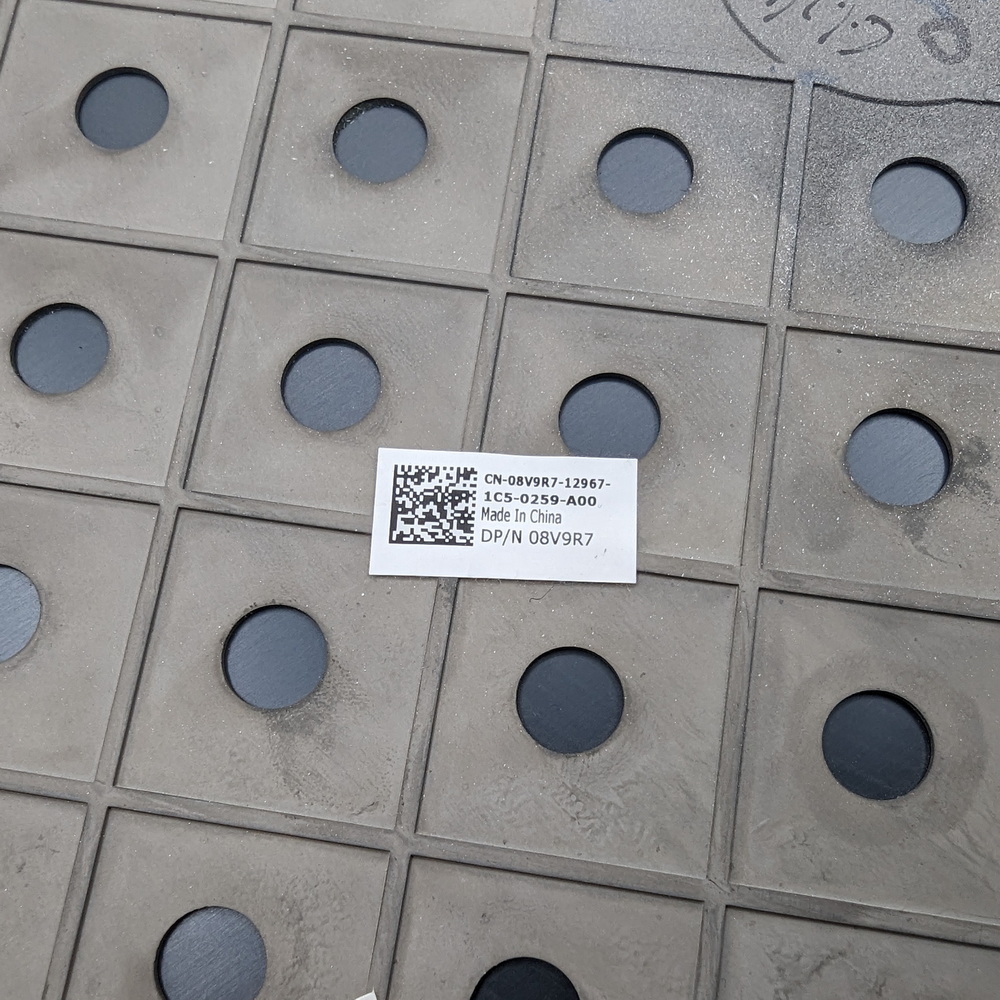 CN-08V9R7-12967-
1C5-0259-A00
Made In China
DP/N 08V9R7